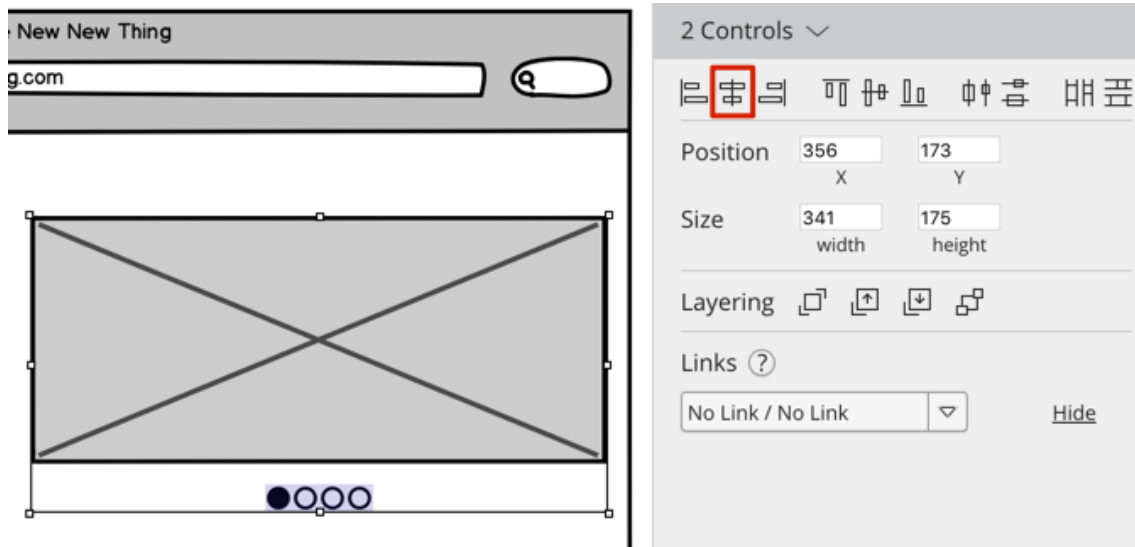 New New Thing
g.com
2 Controls
Position 356 173
X Y
Size 341 175
width height
Layering
Links ?
No Link / No Link Hide